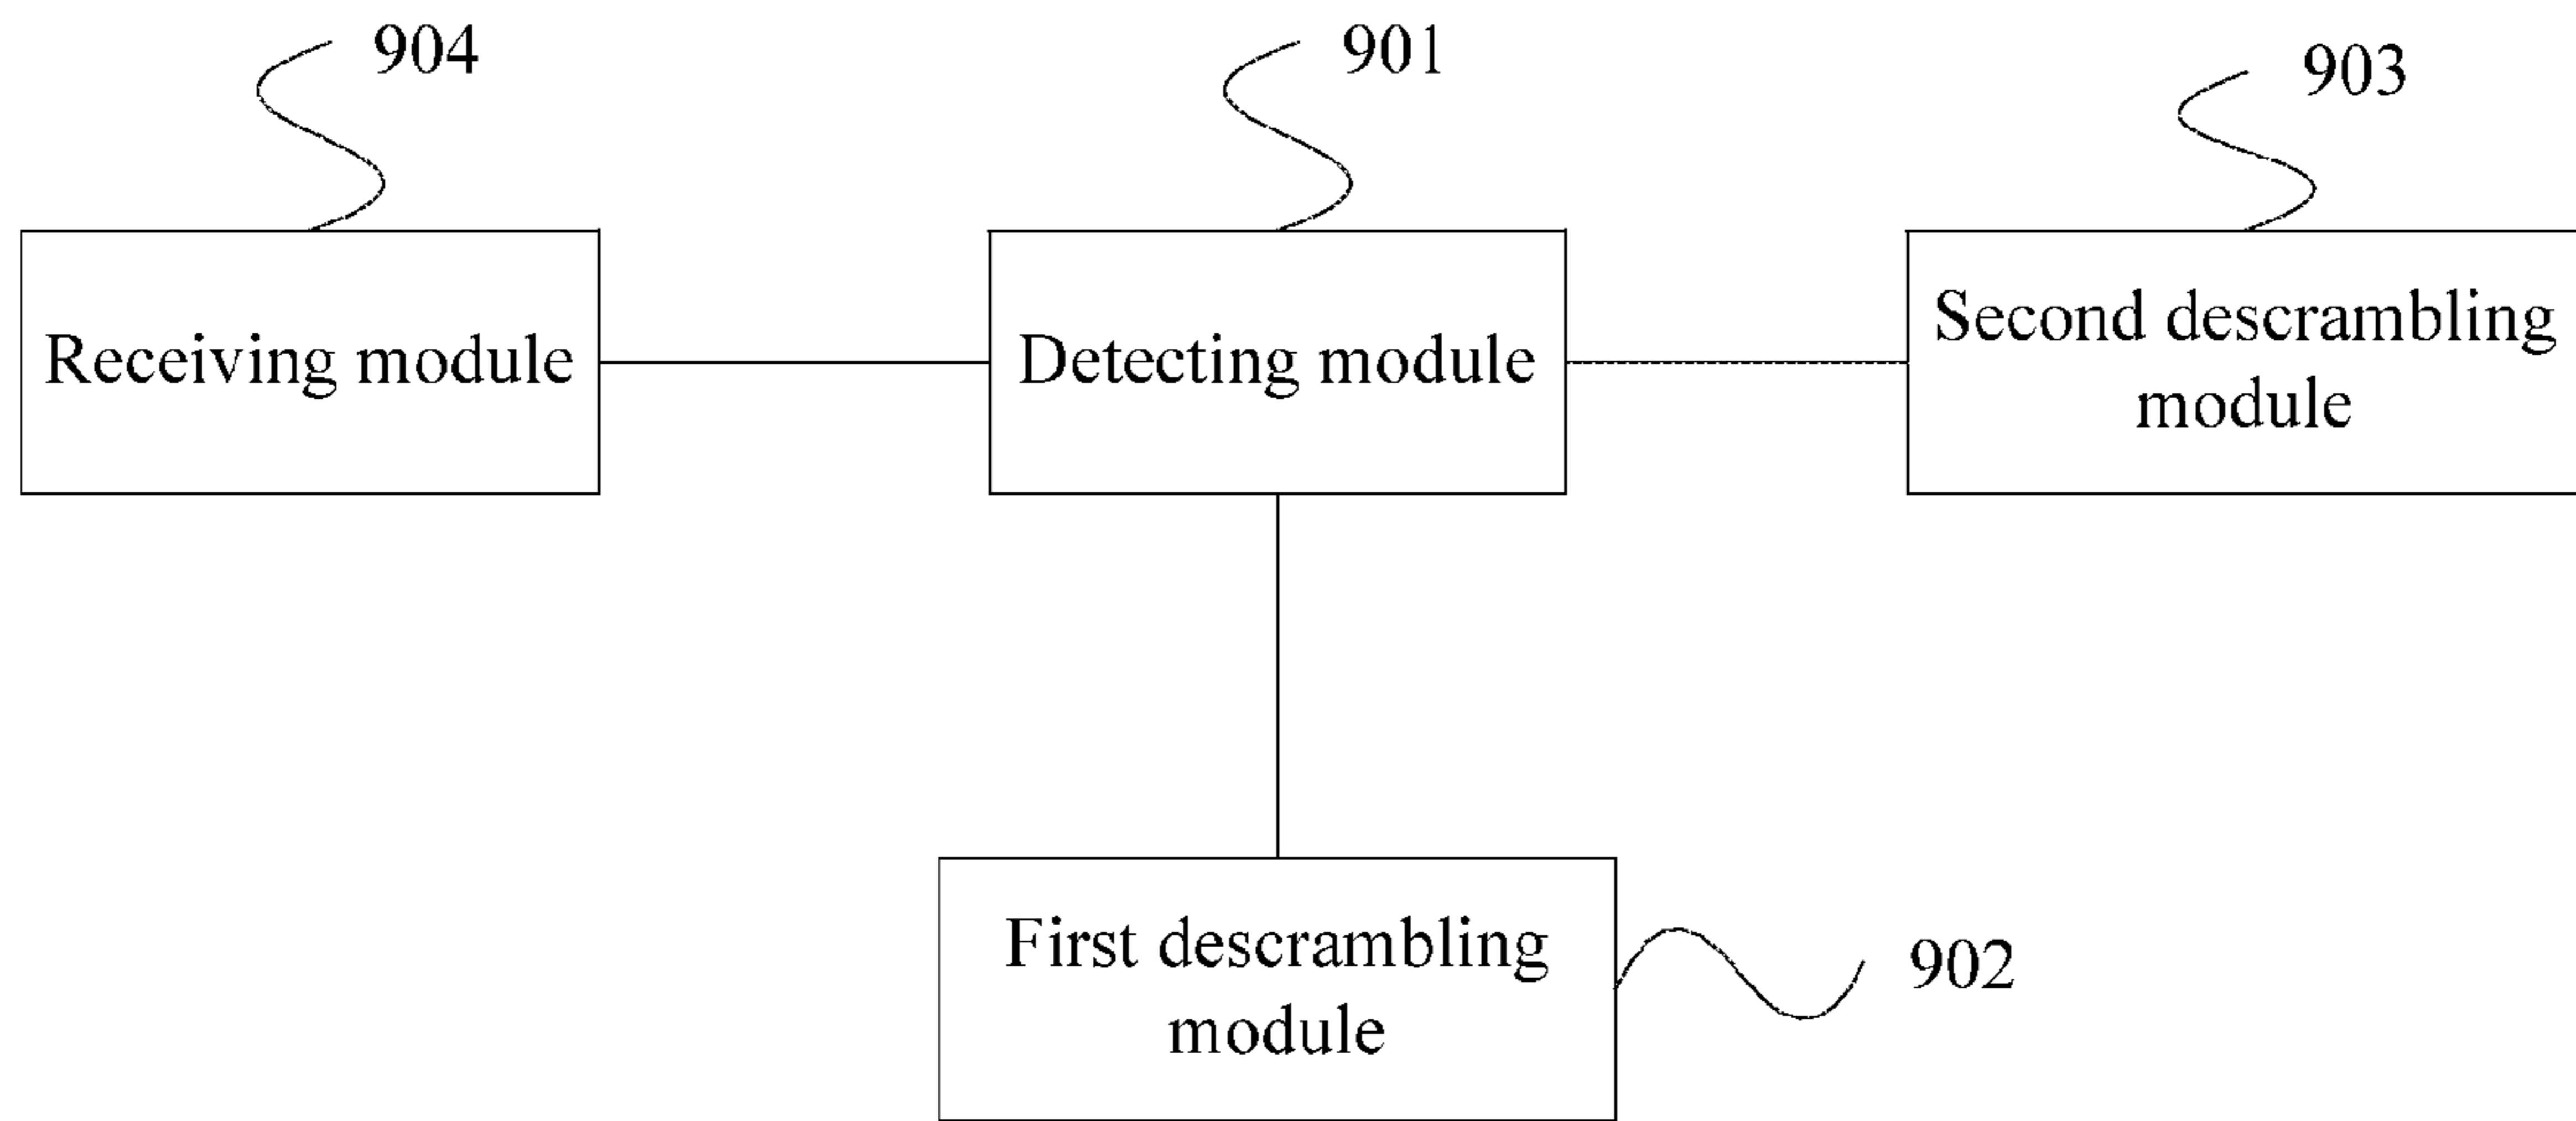 904
901
903
Receiving module
Detecting module
Second descrambling
module
First descrambling
module
902